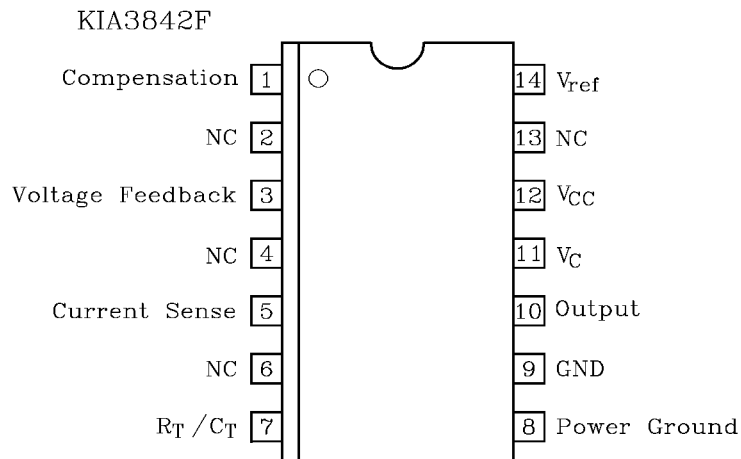 KIA3842F
Compensation 1 14 Vref
NC 2 13 NC
Voltage Feedback 3 12 VCC
NC 4 11 VC
Current Sense 5 10 Output
NC 6 9 GND
RT /CT 7 8 Power Ground